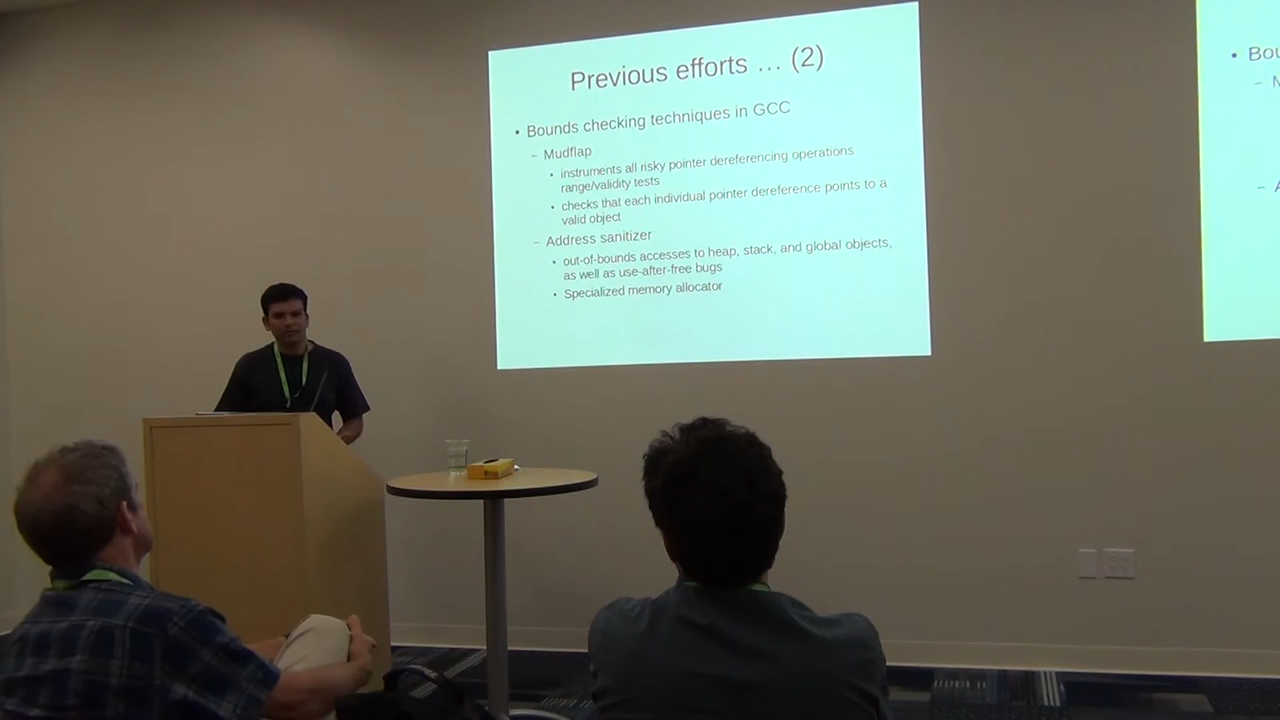 Previous efforts … (2)
• Bounds checking techniques in GCC
– Mudflap
• instruments all risky pointer dereferencing operations
range/validity tests
• checks that each individual pointer dereference points to a
valid object
– Address sanitizer
• out-of-bounds accesses to heap, stack, and global objects,
as well as use-after-free bugs
• Specialized memory allocator
• Bou
– M
– A